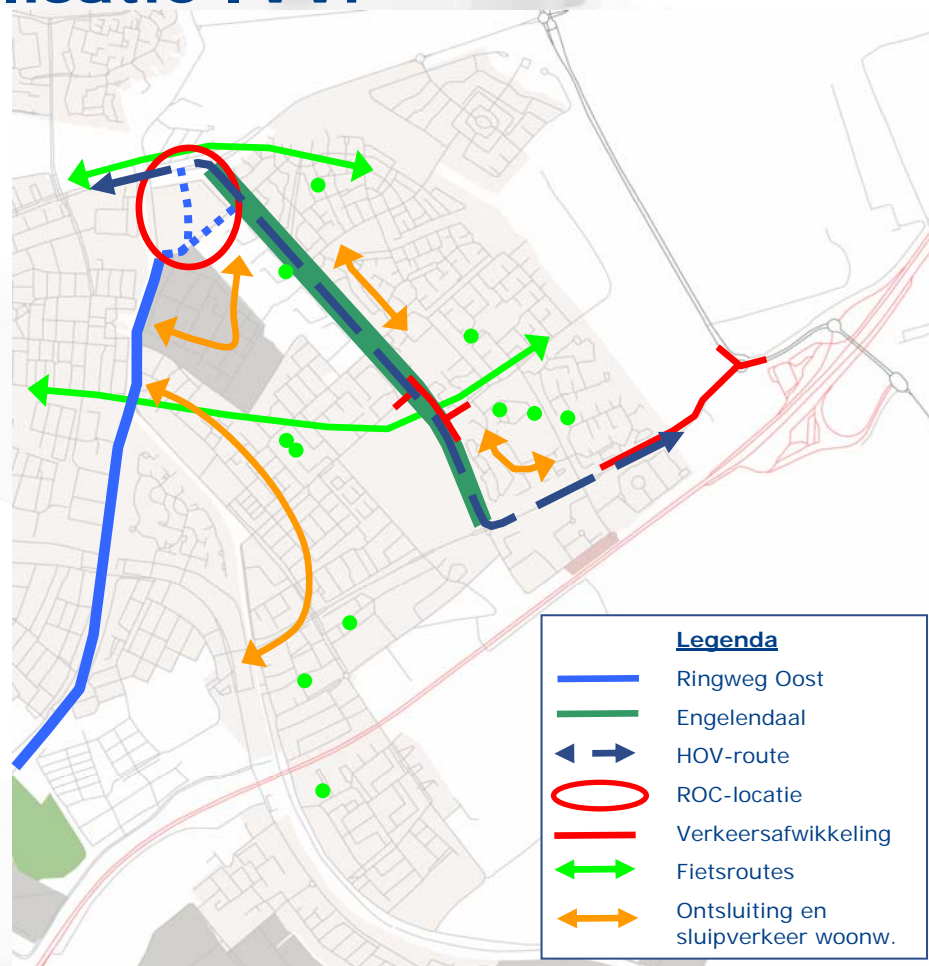 Legenda
Ringweg Oost
Engelendaal
HOV-route
ROC-locatie
Verkeersafwikkeling
Fietsroutes
Ontsluiting en
sluipverkeer woonw.